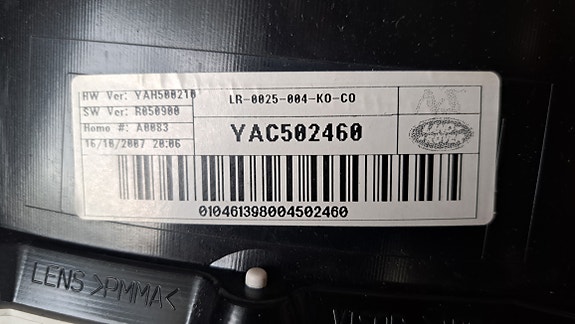 HW Ver: YAH500210
SW Ver: R050900
Homo #: A0083
16/10/2007 20:06
LR-0025-004-KO-CO
YAC502460
010461398004502460
LENS >PMMA<